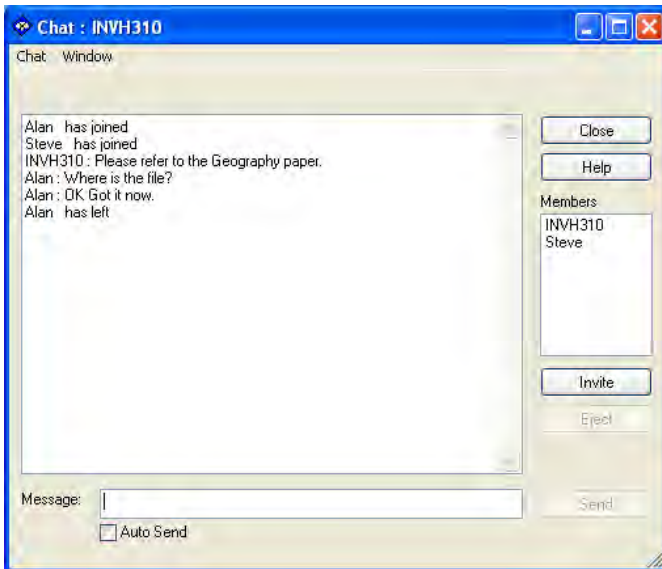 Chat : INVH310
Chat Window
Alan has joined
Steve has joined
INVH310 : Please refer to the Geography paper.
Alan : Where is the file?
Alan : OK Got it now.
Alan has left
Close
Help
Members
INVH310
Steve
Invite
Eject
Message:
Send
Auto Send